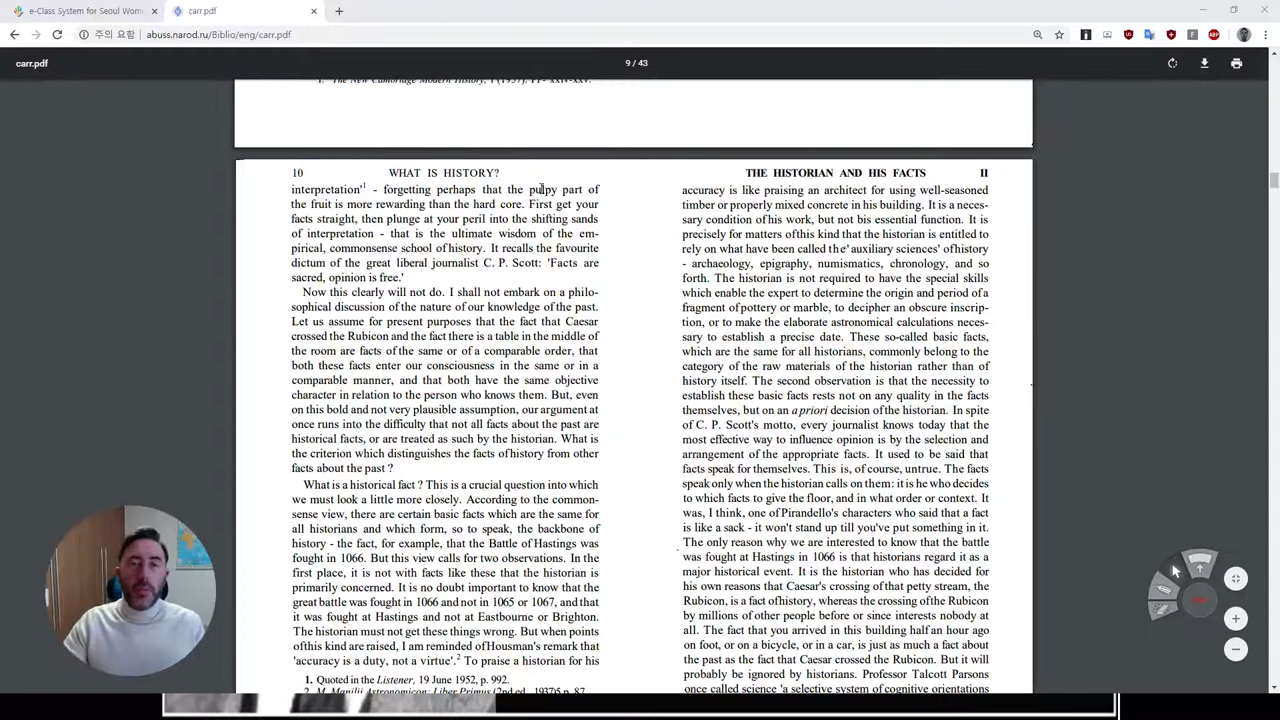 e-Class System for Seoul Wom
carr.pdf
주의 요함
abuss.narod.ru/Biblio/eng/carr.pdf
carr.pdf
9 / 43
1. The New Cambridge Modern History, I (1957). PP- xxiv-xxv.
10 WHAT IS HISTORY?
interpretation'1 - forgetting perhaps that the pulpy part of
the fruit is more rewarding than the hard core. First get your
facts straight, then plunge at your peril into the shifting sands
of interpretation - that is the ultimate wisdom of the em-
pirical, commonsense school of history. It recalls the favourite
dictum of the great liberal journalist C. P. Scott: 'Facts are
sacred, opinion is free.'
Now this clearly will not do. I shall not embark on a philo-
sophical discussion of the nature of our knowledge of the past.
Let us assume for present purposes that the fact that Caesar
crossed the Rubicon and the fact there is a table in the middle of
the room are facts of the same or of a comparable order, that
both these facts enter our consciousness in the same or in a
comparable manner, and that both have the same objective
character in relation to the person who knows them. But, even
on this bold and not very plausible assumption, our argument at
once runs into the difficulty that not all facts about the past are
historical facts, or are treated as such by the historian. What is
the criterion which distinguishes the facts of history from other
facts about the past ?
What is a historical fact ? This is a crucial question into which
we must look a little more closely. According to the common-
sense view, there are certain basic facts which are the same for
all historians and which form, so to speak, the backbone of
history - the fact, for example, that the Battle of Hastings was
fought in 1066. But this view calls for two observations. In the
first place, it is not with facts like these that the historian is
primarily concerned. It is no doubt important to know that the
great battle was fought in 1066 and not in 1065 or 1067, and that
it was fought at Hastings and not at Eastbourne or Brighton.
The historian must not get these things wrong. But when points
of this kind are raised, I am reminded of Housman's remark that
'accuracy is a duty, not a virtue'.2 To praise a historian for his
1. Quoted in the Listener, 19 June 1952, p. 992.
2. M. Manilii Astronomicon: Liber Primus (2nd ed., 1937) p. 87.
THE HISTORIAN AND HIS FACTS II
accuracy is like praising an architect for using well-seasoned
timber or properly mixed concrete in his building. It is a neces-
sary condition of his work, but not bis essential function. It is
precisely for matters of this kind that the historian is entitled to
rely on what have been called the 'auxiliary sciences' of history
- archaeology, epigraphy, numismatics, chronology, and so
forth. The historian is not required to have the special skills
which enable the expert to determine the origin and period of a
fragment of pottery or marble, to decipher an obscure inscrip-
tion, or to make the elaborate astronomical calculations neces-
sary to establish a precise date. These so-called basic facts,
which are the same for all historians, commonly belong to the
category of the raw materials of the historian rather than of
history itself. The second observation is that the necessity to
establish these basic facts rests not on any quality in the facts
themselves, but on an a priori decision of the historian. In spite
of C. P. Scott's motto, every journalist knows today that the
most effective way to influence opinion is by the selection and
arrangement of the appropriate facts. It used to be said that
facts speak for themselves. This is, of course, untrue. The facts
speak only when the historian calls on them: it is he who decides
to which facts to give the floor, and in what order or context. It
was, I think, one of Pirandello's characters who said that a fact
is like a sack - it won't stand up till you've put something in it.
The only reason why we are interested to know that the battle
was fought at Hastings in 1066 is that historians regard it as a
major historical event. It is the historian who has decided for
his own reasons that Caesar's crossing of that petty stream, the
Rubicon, is a fact of history, whereas the crossing of the Rubicon
by millions of other people before or since interests nobody at
all. The fact that you arrived in this building half an hour ago
on foot, or on a bicycle, or in a car, is just as much a fact about
the past as the fact that Caesar crossed the Rubicon. But it will
probably be ignored by historians. Professor Talcott Parsons
once called science 'a selective system of cognitive orientations